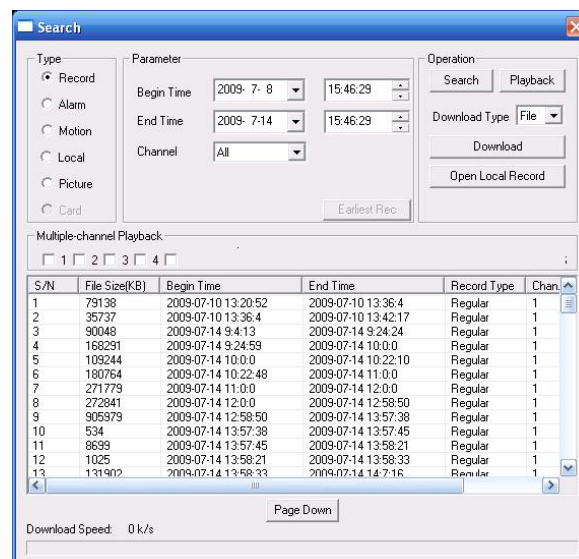 Search
Type
Record
Alarm
Motion
Local
Picture
Card
Parameter
Begin Time 2009- 7- 8 15:46:29
End Time 2009- 7-14 15:46:29
Channel All
Earliest Rec
Operation
Search Playback
Download Type File
Download
Open Local Record
Multiple-channel Playback
1 2 3 4
S/N File Size(KB) Begin Time End Time Record Type Chan.
1 79138 2009-07-10 13:20:52 2009-07-10 13:36:4 Regular 1
2 35737 2009-07-10 13:36:4 2009-07-10 13:42:17 Regular 1
3 90048 2009-07-14 9:4:13 2009-07-14 9:24:24 Regular 1
4 168291 2009-07-14 9:24:59 2009-07-14 10:0:0 Regular 1
5 109244 2009-07-14 10:0:0 2009-07-14 10:22:10 Regular 1
6 180764 2009-07-14 10:22:48 2009-07-14 11:0:0 Regular 1
7 271779 2009-07-14 11:0:0 2009-07-14 12:0:0 Regular 1
8 272841 2009-07-14 12:0:0 2009-07-14 12:58:50 Regular 1
9 905979 2009-07-14 12:58:50 2009-07-14 13:57:38 Regular 1
10 534 2009-07-14 13:57:38 2009-07-14 13:57:45 Regular 1
11 8699 2009-07-14 13:57:45 2009-07-14 13:58:21 Regular 1
12 1025 2009-07-14 13:58:21 2009-07-14 13:58:33 Regular 1
13 131902 2009-07-14 13:58:33 2009-07-14 14:7:16 Regular 1
Page Down
Download Speed: 0 k/s